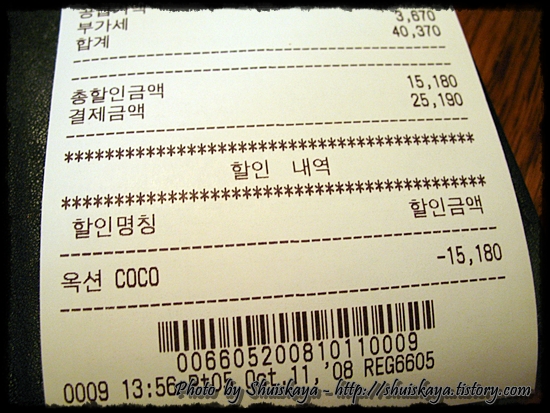 부가세 3,670
합계 40,370
총할인금액 15,180
결제금액 25,190
****************************************
할인 내역
****************************************
할인명칭 할인금액
옥션 COCO -15,180
006605200810110009
0009 13:56 Pt05 Oct.11,'08 REG6605
Photo by Shuiskaya - http://shuiskaya.tistory.com